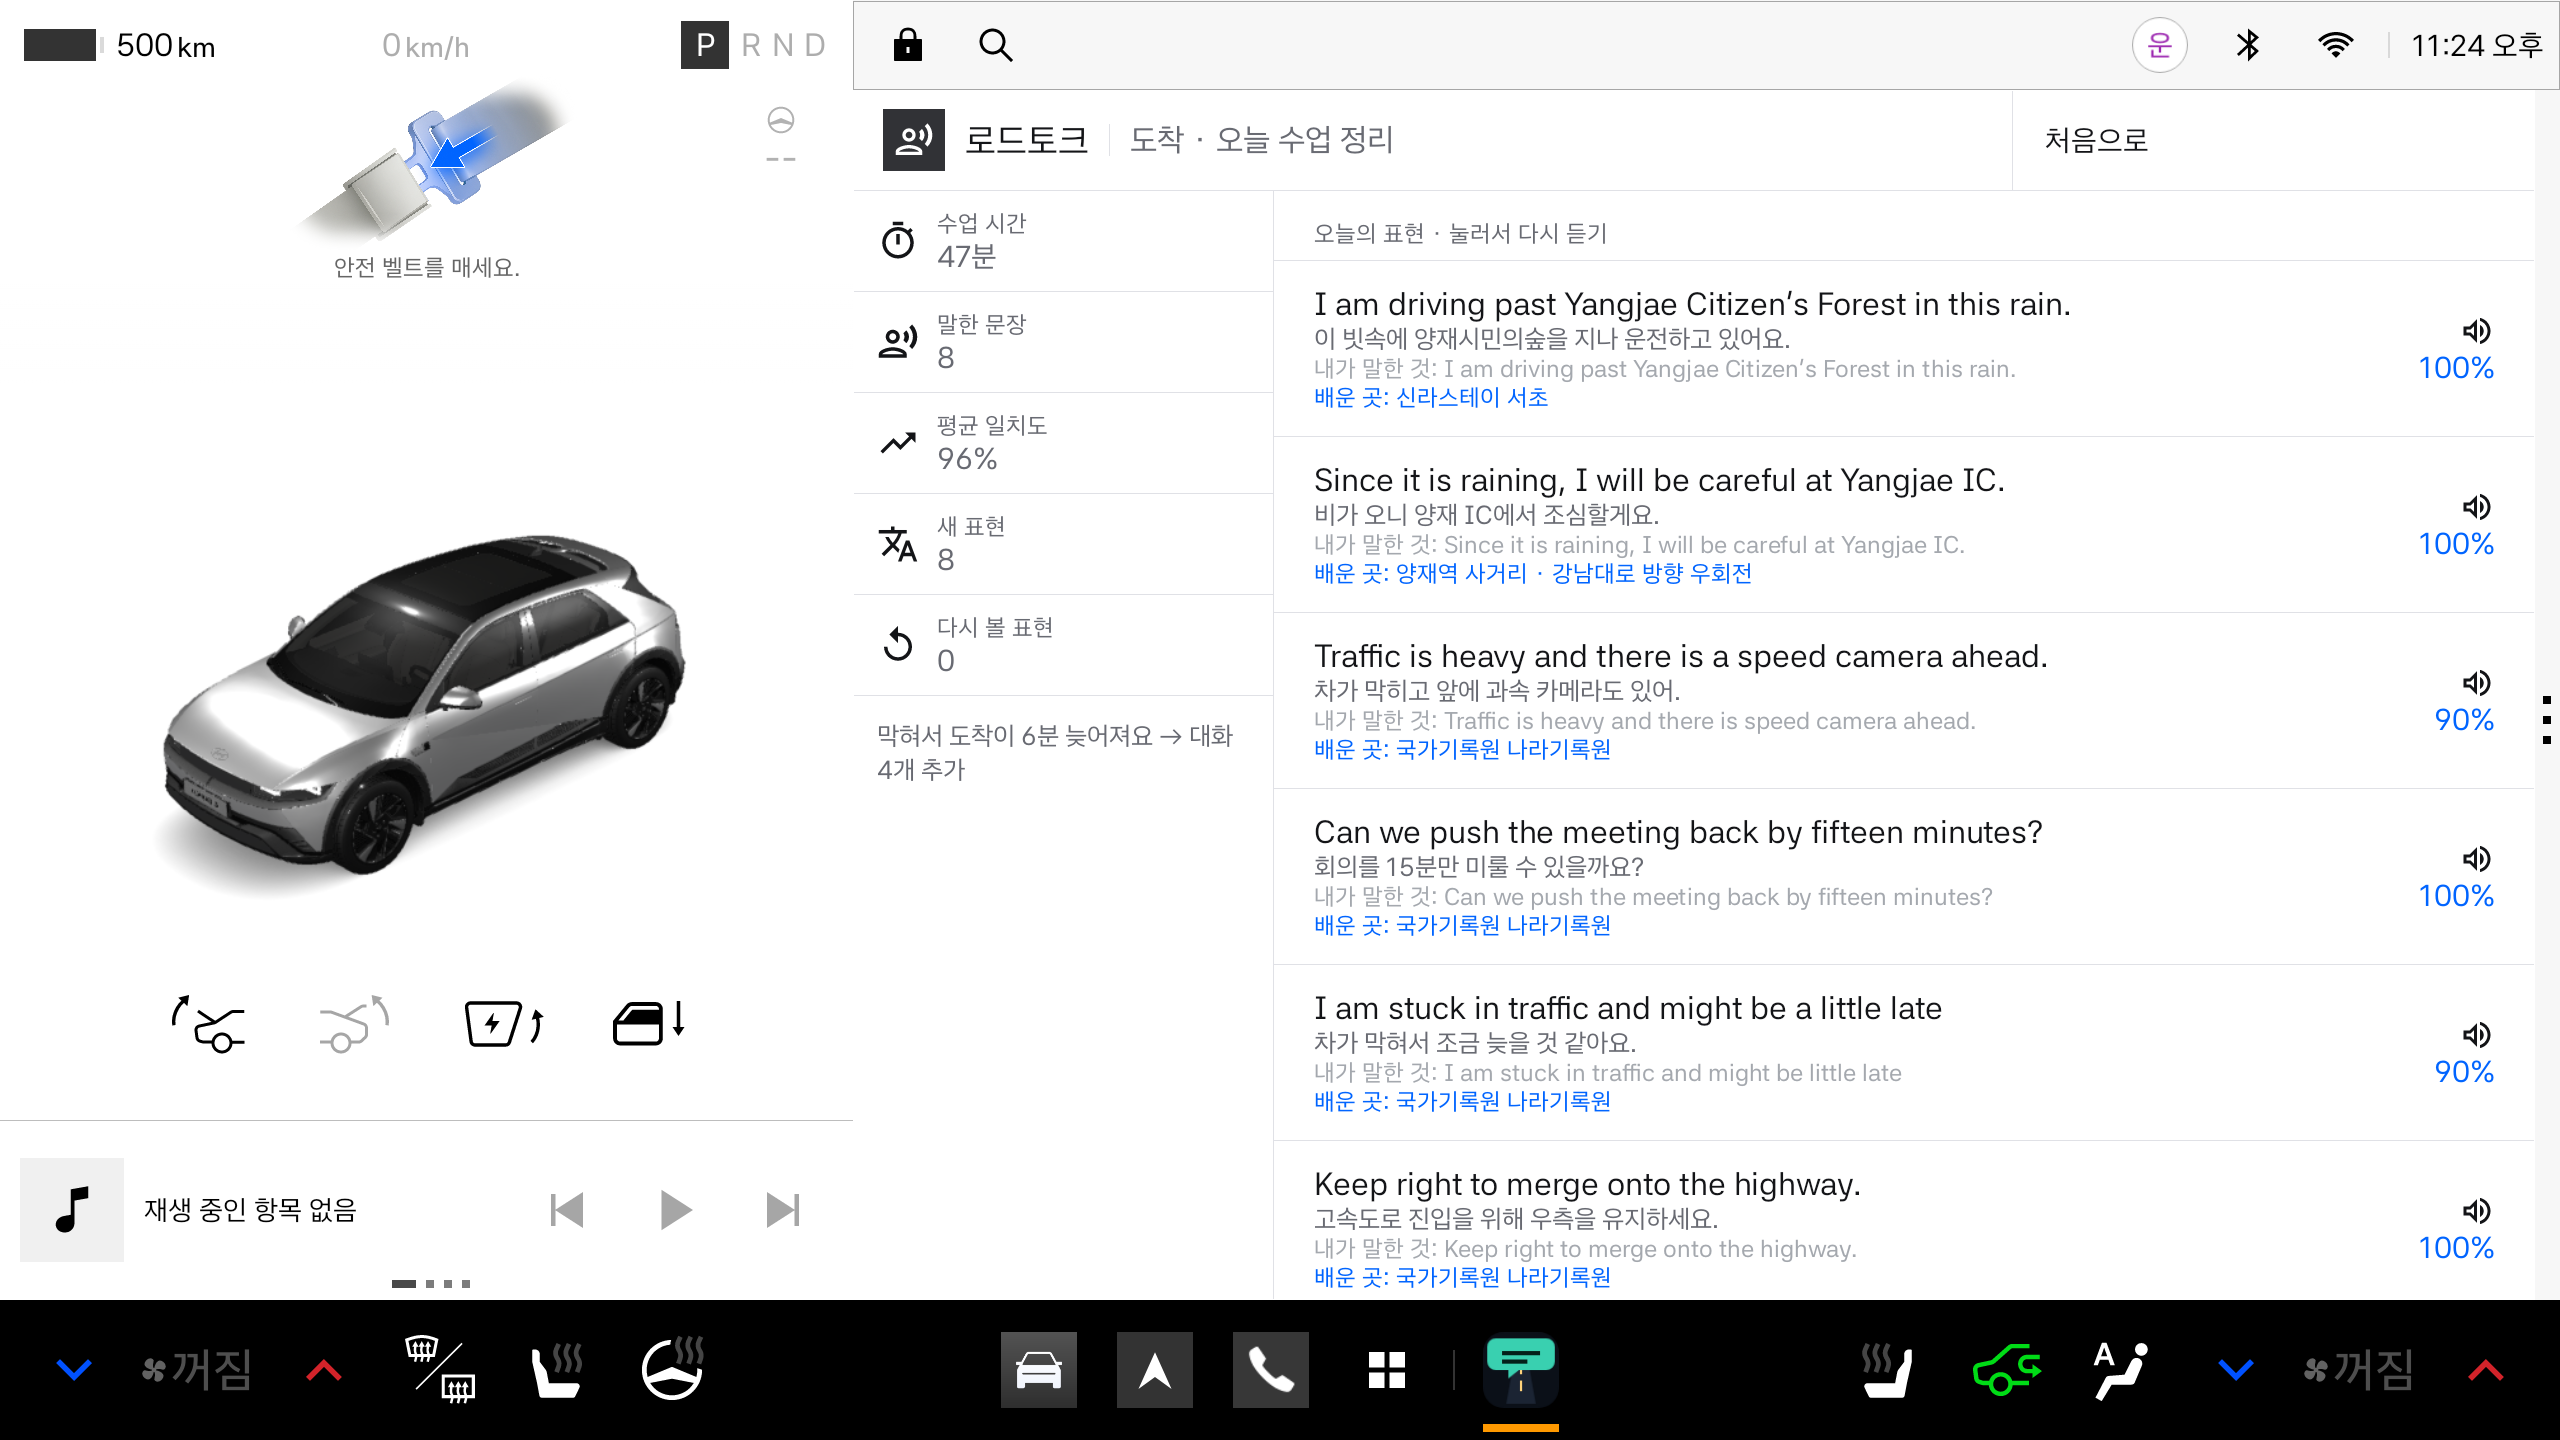 500 km
0 km/h
P R N D
운
11:24 오후
안전 벨트를 매세요.
재생 중인 항목 없음
로드토크
도착 · 오늘 수업 정리
처음으로
수업 시간
47분
말한 문장
8
평균 일치도
96%
새 표현
8
다시 볼 표현
0
막혀서 도착이 6분 늦어져요 → 대화
4개 추가
오늘의 표현 · 눌러서 다시 듣기
I am driving past Yangjae Citizen’s Forest in this rain.
이 빗속에 양재시민의숲을 지나 운전하고 있어요.
내가 말한 것: I am driving past Yangjae Citizen’s Forest in this rain.
배운 곳: 신라스테이 서초
100%
Since it is raining, I will be careful at Yangjae IC.
비가 오니 양재 IC에서 조심할게요.
내가 말한 것: Since it is raining, I will be careful at Yangjae IC.
배운 곳: 양재역 사거리 · 강남대로 방향 우회전
100%
Traffic is heavy and there is a speed camera ahead.
차가 막히고 앞에 과속 카메라도 있어.
내가 말한 것: Traffic is heavy and there is speed camera ahead.
배운 곳: 국가기록원 나라기록원
90%
Can we push the meeting back by fifteen minutes?
회의를 15분만 미룰 수 있을까요?
내가 말한 것: Can we push the meeting back by fifteen minutes?
배운 곳: 국가기록원 나라기록원
100%
I am stuck in traffic and might be a little late
차가 막혀서 조금 늦을 것 같아요.
내가 말한 것: I am stuck in traffic and might be little late
배운 곳: 국가기록원 나라기록원
90%
Keep right to merge onto the highway.
고속도로 진입을 위해 우측을 유지하세요.
내가 말한 것: Keep right to merge onto the highway.
배운 곳: 국가기록원 나라기록원
100%
꺼짐
A
꺼짐